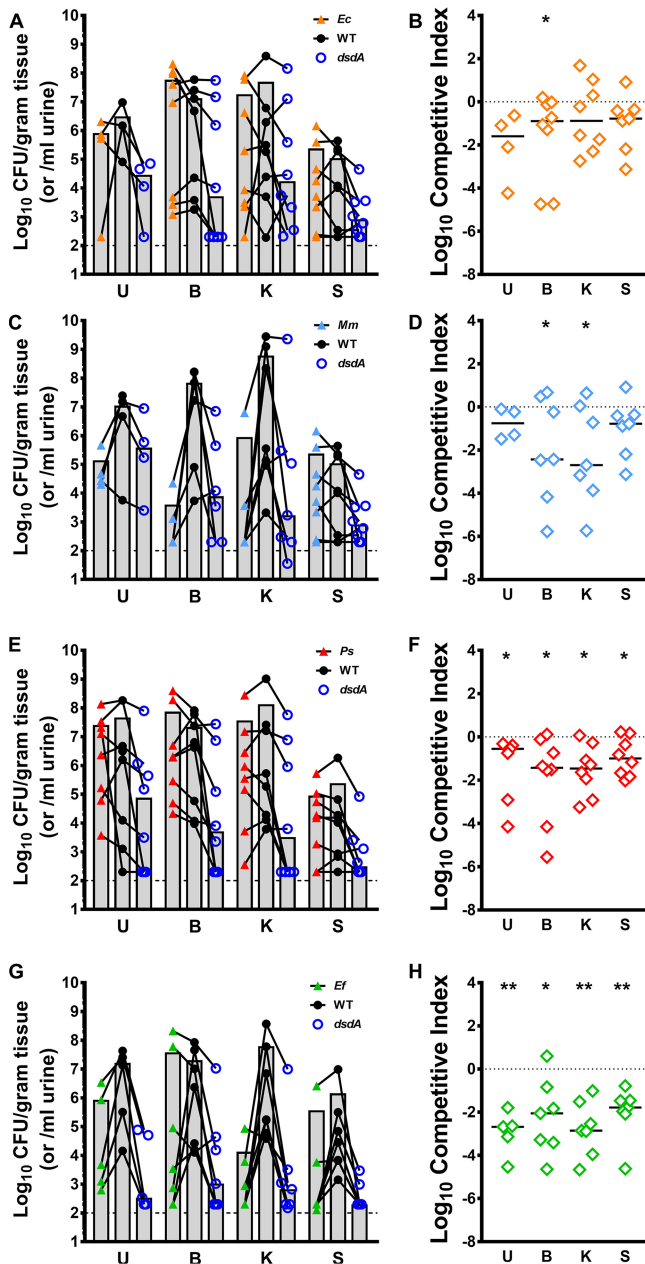 A
B
Ec
WT
dsdA
Log10 CFU/gram tissue
(or /ml urine)
10
9
8
7
6
5
4
3
2
1
U B K S
Log10 Competitive Index
4
2
0
-2
-4
-6
-8
*
U B K S
C
D
Mm
WT
dsdA
Log10 CFU/gram tissue
(or /ml urine)
10
9
8
7
6
5
4
3
2
1
U B K S
Log10 Competitive Index
4
2
0
-2
-4
-6
-8
* *
U B K S
E
F
Ps
WT
dsdA
Log10 CFU/gram tissue
(or /ml urine)
10
9
8
7
6
5
4
3
2
1
U B K S
Log10 Competitive Index
4
2
0
-2
-4
-6
-8
* * * *
U B K S
G
H
Ef
WT
dsdA
Log10 CFU/gram tissue
(or /ml urine)
10
9
8
7
6
5
4
3
2
1
U B K S
Log10 Competitive Index
4
2
0
-2
-4
-6
-8
** * ** **
U B K S